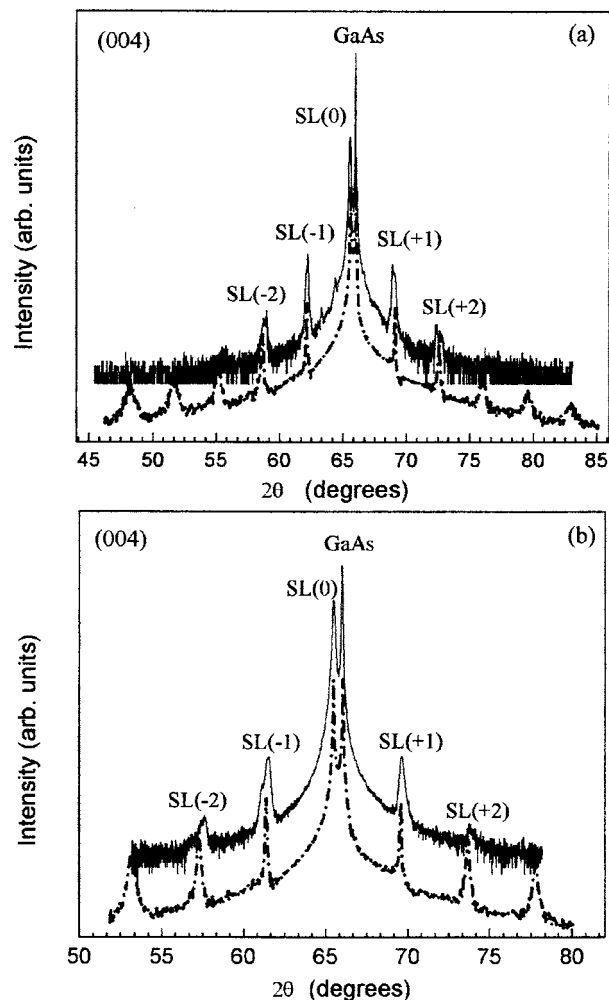 (004)
GaAs
(a)
SL(0)
SL(-1)
SL(+1)
SL(-2)
SL(+2)
Intensity (arb. units)
45 50 55 60 65 70 75 80 85
2θ (degrees)
(004)
GaAs
(b)
SL(0)
SL(-1)
SL(+1)
SL(-2)
SL(+2)
Intensity (arb. units)
50 55 60 65 70 75 80
2θ (degrees)